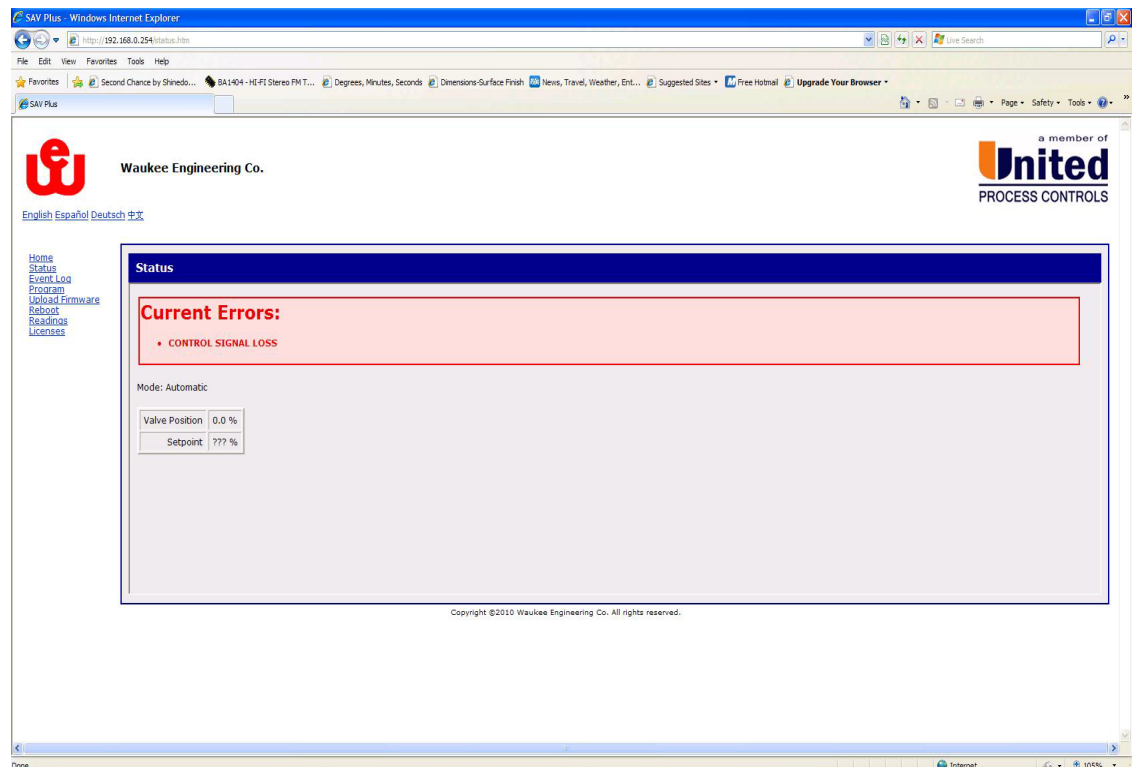 SAV Plus - Windows Internet Explorer
http://192.168.0.254/status.htm
Live Search
File Edit View Favorites Tools Help
Favorites Second Chance by Shinedo... BA1404 - HI-FI Stereo FM T... Degrees, Minutes, Seconds Dimensions-Surface Finish News, Travel, Weather, Ent... Suggested Sites Free Hotmail Upgrade Your Browser
SAV Plus
Page Safety Tools
a member of
United
PROCESS CONTROLS
Waukee Engineering Co.
English Español Deutsch 中文
Home
Status
Event Log
Program
Upload Firmware
Reboot
Readings
Licenses
Status
Current Errors:
• CONTROL SIGNAL LOSS
Mode: Automatic
Valve Position 0.0 %
Setpoint ??? %
Copyright ©2010 Waukee Engineering Co. All rights reserved.
Done Internet 105%